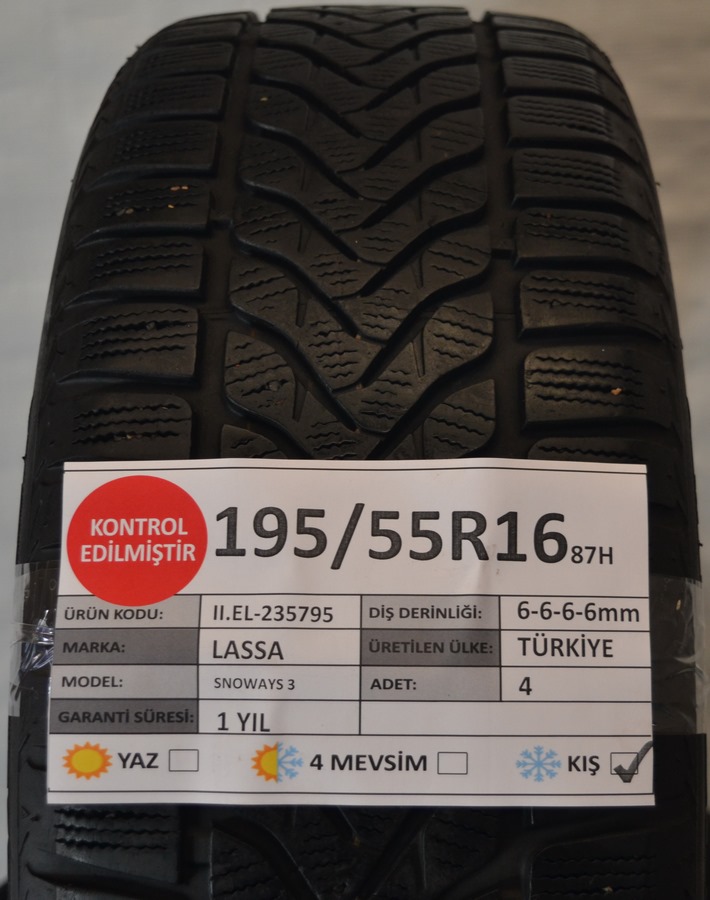 KONTROL
EDİLMİŞTİR
195/55R16 87H
ÜRÜN KODU: II.EL-235795 DİŞ DERİNLİĞİ: 6-6-6-6mm
MARKA: LASSA ÜRETİLEN ÜLKE: TÜRKİYE
MODEL: SNOWAYS 3 ADET: 4
GARANTİ SÜRESİ: 1 YIL
YAZ 4 MEVSİM KIŞ